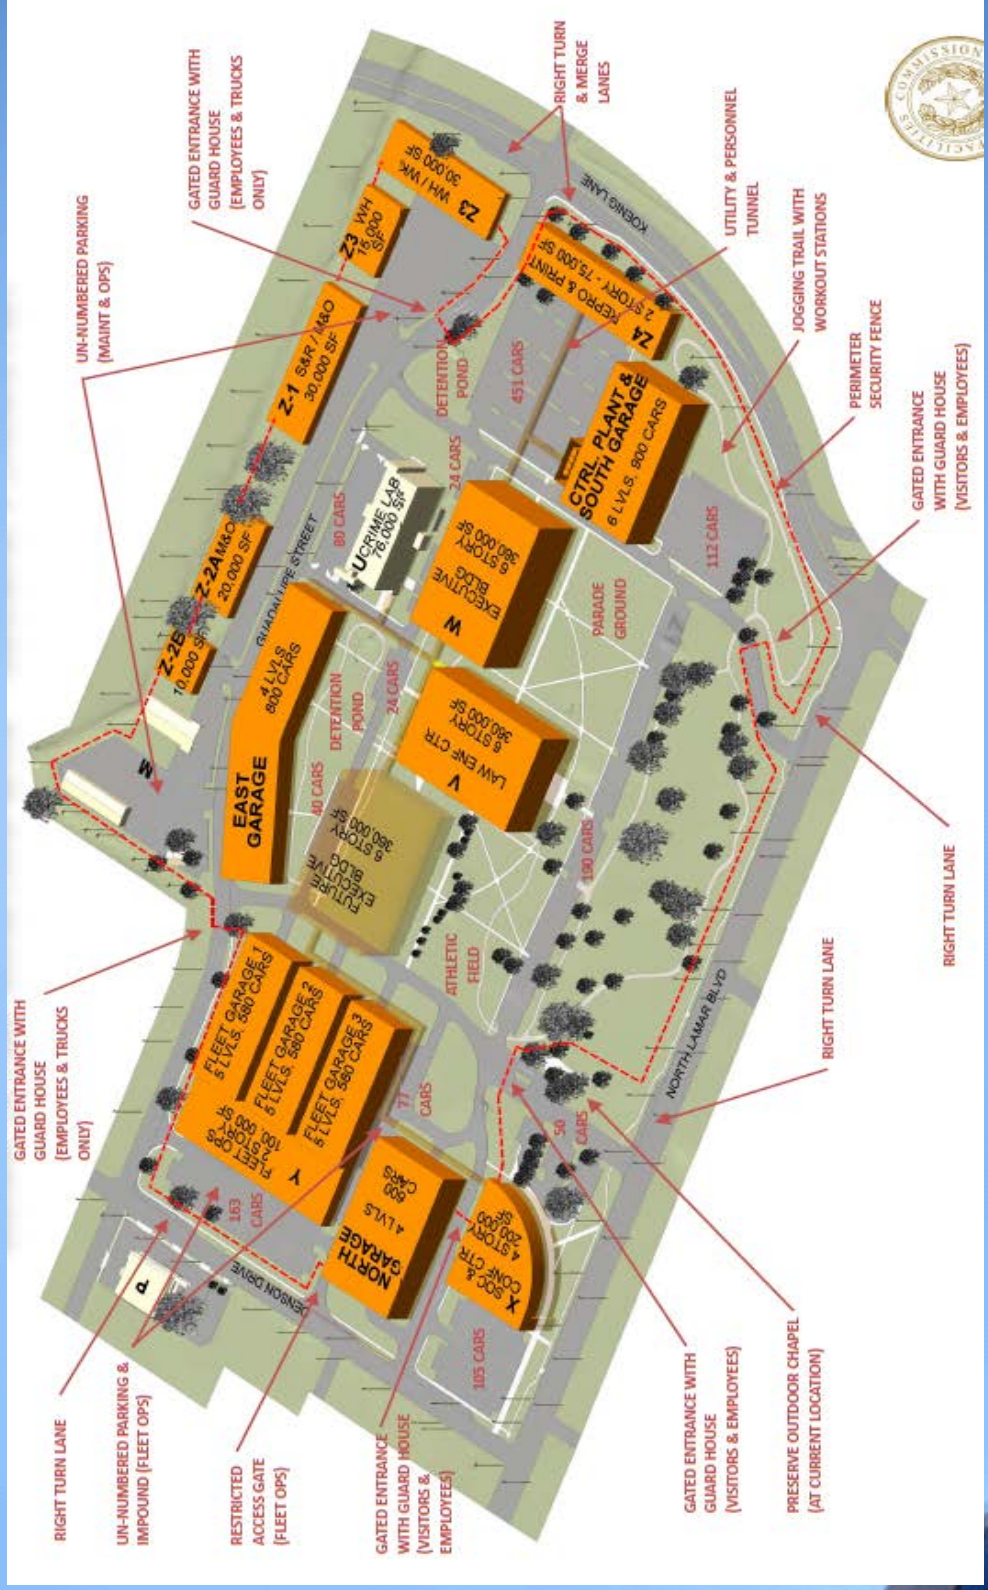 UN-NUMBERED PARKING
(MAINT & OPS)
GATED ENTRANCE WITH
GUARD HOUSE
(EMPLOYEES & TRUCKS
ONLY)
RIGHT TURN
& MERGE
LANES
COMMISSION
FACILITIES
UTILITY & PERSONNEL
TUNNEL
JOGGING TRAIL WITH
WORKOUT STATIONS
PERIMETER
SECURITY FENCE
GATED ENTRANCE
WITH GUARD HOUSE
(VISITORS & EMPLOYEES)
RIGHT TURN LANE
RIGHT TURN LANE
PRESERVE OUTDOOR CHAPEL
(AT CURRENT LOCATION)
GATED ENTRANCE WITH
GUARD HOUSE
(VISITORS & EMPLOYEES)
GATED ENTRANCE
WITH GUARD HOUSE
(VISITORS &
EMPLOYEES)
RESTRICTED
ACCESS GATE
(FLEET OPS)
UN-NUMBERED PARKING &
IMPOUND (FLEET OPS)
RIGHT TURN LANE
GATED ENTRANCE WITH
GUARD HOUSE
(EMPLOYEES & TRUCKS
ONLY)
KOENIG LANE
NORTH LAMAR BLVD
DENSON DRIVE
GUADALUPE STREET
Z3 WH / WK
30,000 SF
Z3 WH
15,000
SF
Z-1 S&R / M&O
30,000 SF
Z-2A M&O
20,000 SF
Z-2B
10,000 SF
M
Z4 REPRO & PRINT
2 STORY - 75,000 SF
DETENTION
POND
451 CARS
24 CARS
80 CARS
U CRIME LAB
76,000 SF
CTRL. PLANT &
SOUTH GARAGE
6 LVLS, 900 CARS
112 CARS
W
EXECUTIVE
BLDG
6 STORY
360,000 SF
PARADE
GROUND
EAST
GARAGE
4 LVLS
800 CARS
DETENTION
POND
24 CARS
40 CARS
V
LAW ENF CTR
6 STORY
360,000 SF
FUTURE
EXECUTIVE
BLDG
6 STORY
360,000 SF
190 CARS
ATHLETIC
FIELD
FLEET GARAGE 1
5 LVLS, 580 CARS
FLEET GARAGE 2
5 LVLS, 580 CARS
FLEET GARAGE 3
5 LVLS, 580 CARS
Y
FLEET OPS
2 STORY
100,000
SF
77
CARS
50
CARS
163
CARS
P
NORTH
GARAGE
4 LVLS
600
CARS
X
SOC &
CONF CTR
4 STORY
200,000
SF
105 CARS